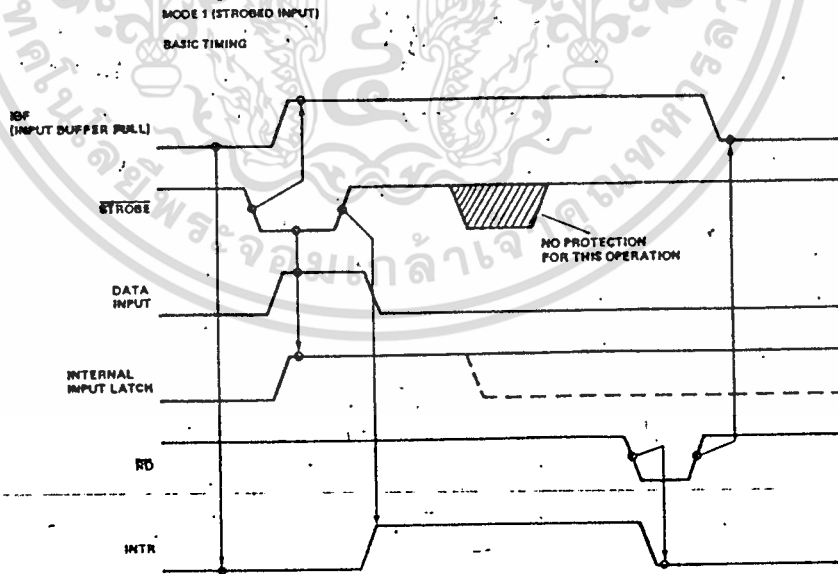 MODE 1 (STROBED INPUT)
BASIC TIMING
IBF
(INPUT BUFFER FULL)
STROBE
NO PROTECTION
FOR THIS OPERATION
DATA
INPUT
INTERNAL
INPUT LATCH
RD
INTR